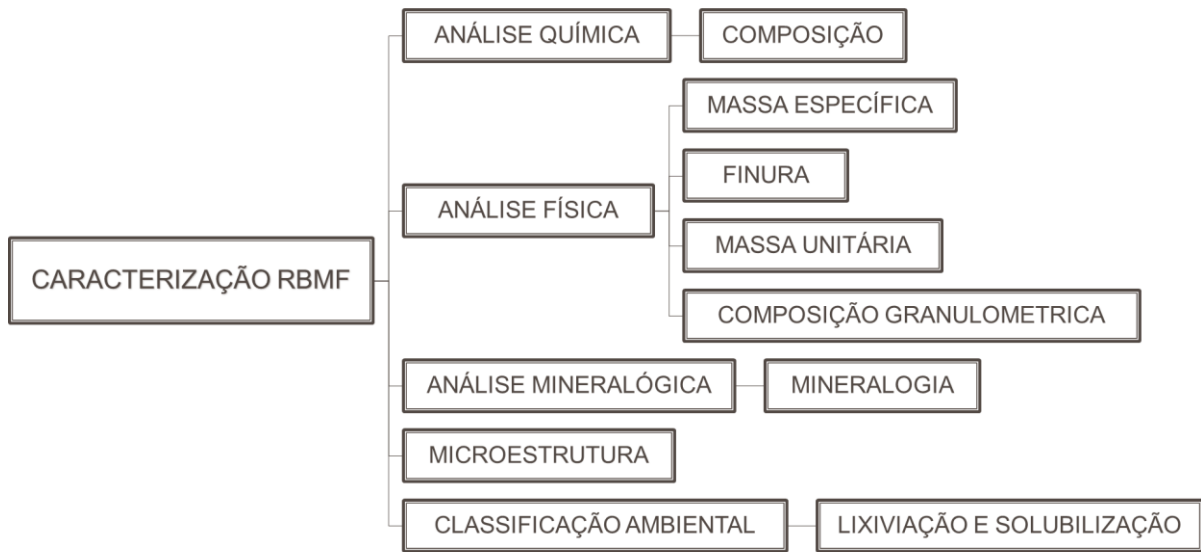 CARACTERIZAÇÃO RBMF
ANÁLISE QUÍMICA
COMPOSIÇÃO
ANÁLISE FÍSICA
MASSA ESPECÍFICA
FINURA
MASSA UNITÁRIA
COMPOSIÇÃO GRANULOMETRICA
ANÁLISE MINERALÓGICA
MINERALOGIA
MICROESTRUTURA
CLASSIFICAÇÃO AMBIENTAL
LIXIVIAÇÃO E SOLUBILIZAÇÃO